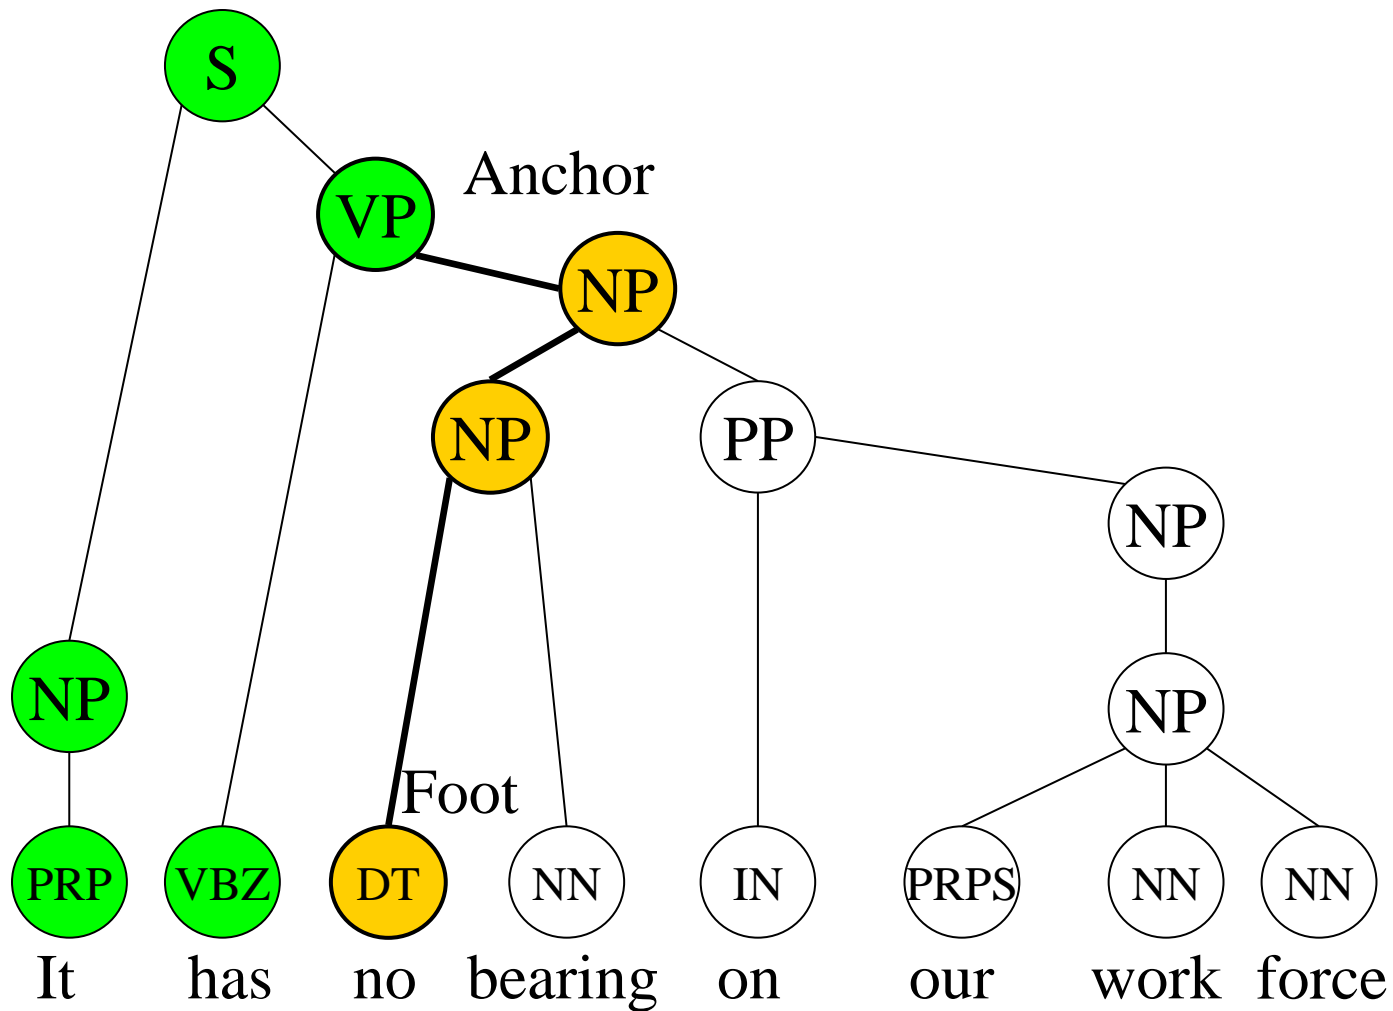 S
VP
Anchor
NP
NP
PP
NP
NP
NP
Foot
PRP VBZ DT NN IN PRPS NN NN
It has no bearing on our work force